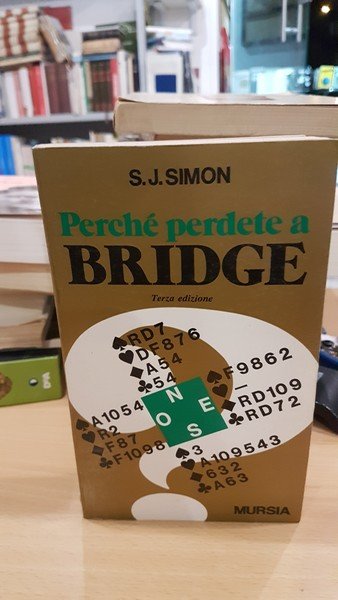 S.J.SIMON
Perché perdete a
BRIDGE
Terza edizione
♠RD7
♥DF876
♦A54
♣54
♠A1054
♥R2
♦F87
♣F1098
N
O E
S
♠F9862
♥—
♦RD109
♣RD72
♠3
♥A109543
♦632
♣A63
MURSIA